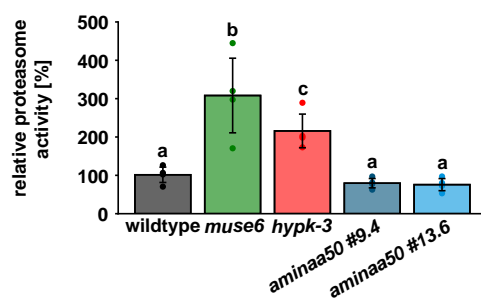 relative proteasome
activity [%]
500
400
300
200
100
0
a
b
c
a
a
wildtype
muse6
hypk-3
aminaa50 #9.4
aminaa50 #13.6